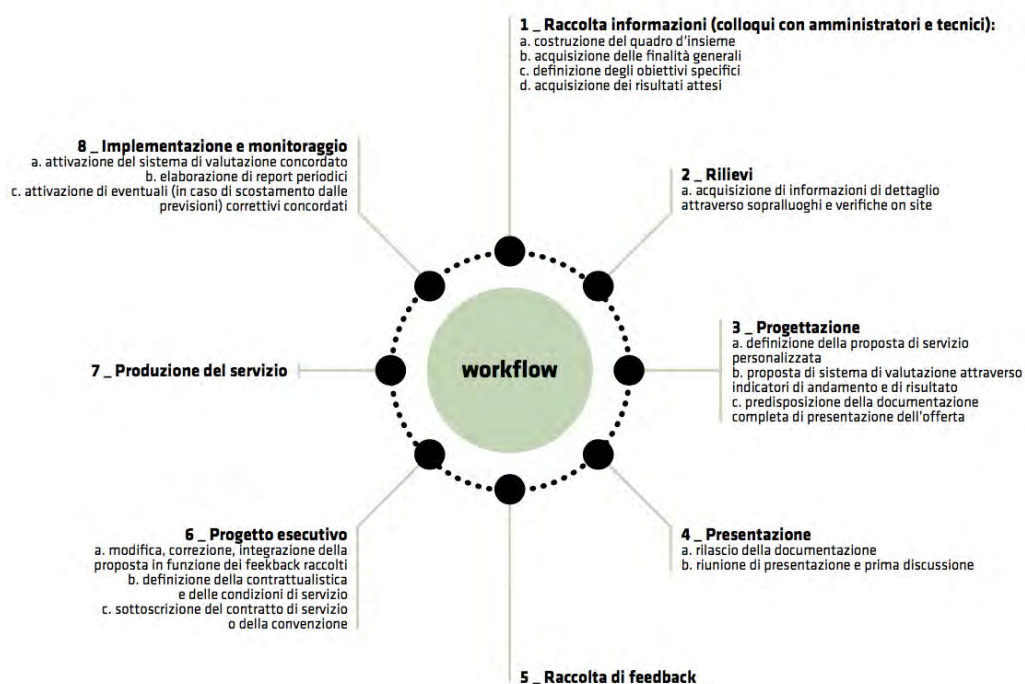 1 _ Raccolta informazioni (colloqui con amministratori e tecnici):
a. costruzione del quadro d'insieme
b. acquisizione delle finalità generali
c. definizione degli obiettivi specifici
d. acquisizione dei risultati attesi
2 _ Rilievi
a. acquisizione di informazioni di dettaglio
attraverso sopralluoghi e verifiche on site
3 _ Progettazione
a. definizione della proposta di servizio
personalizzata
b. proposta di sistema di valutazione attraverso
indicatori di andamento e di risultato
c. predisposizione della documentazione
completa di presentazione dell'offerta
4 _ Presentazione
a. rilascio della documentazione
b. riunione di presentazione e prima discussione
5 _ Raccolta di feedback
6 _ Progetto esecutivo
a. modifica, correzione, integrazione della
proposta in funzione dei feekback raccolti
b. definizione della contrattualistica
e delle condizioni di servizio
c. sottoscrizione del contratto di servizio
o della convenzione
7 _ Produzione del servizio
8 _ Implementazione e monitoraggio
a. attivazione del sistema di valutazione concordato
b. elaborazione di report periodici
c. attivazione di eventuali (in caso di scostamento dalle
previsioni) correttivi concordati
workflow